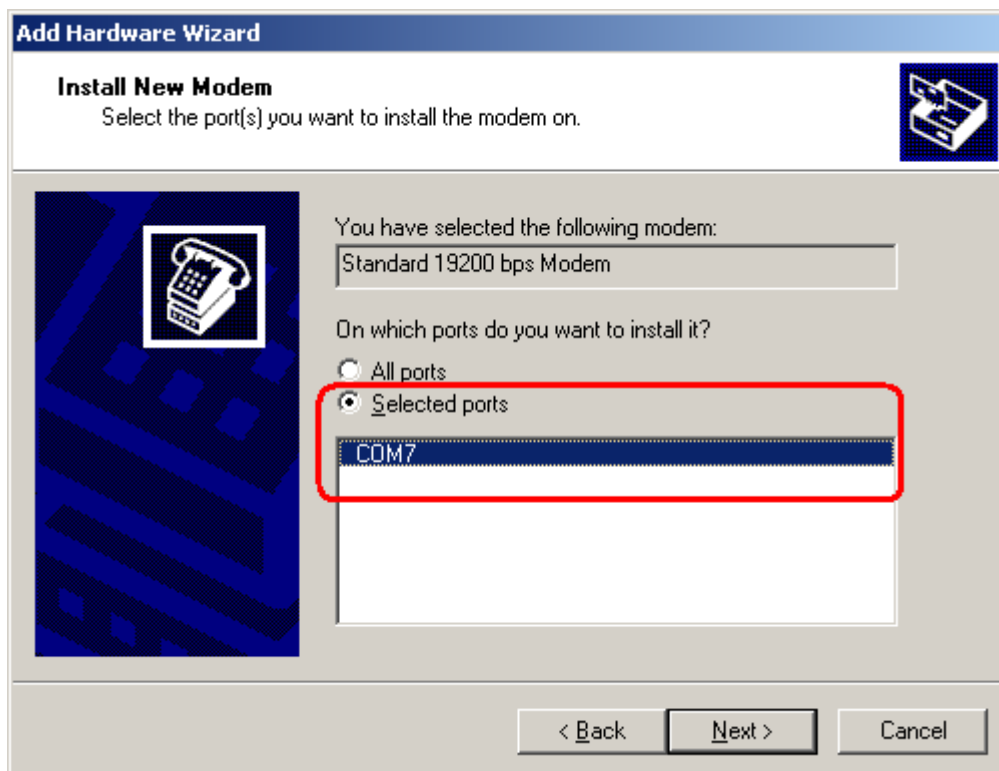 Add Hardware Wizard
Install New Modem
Select the port(s) you want to install the modem on.
You have selected the following modem:
Standard 19200 bps Modem
On which ports do you want to install it?
All ports
Selected ports
COM7
< Back Next > Cancel